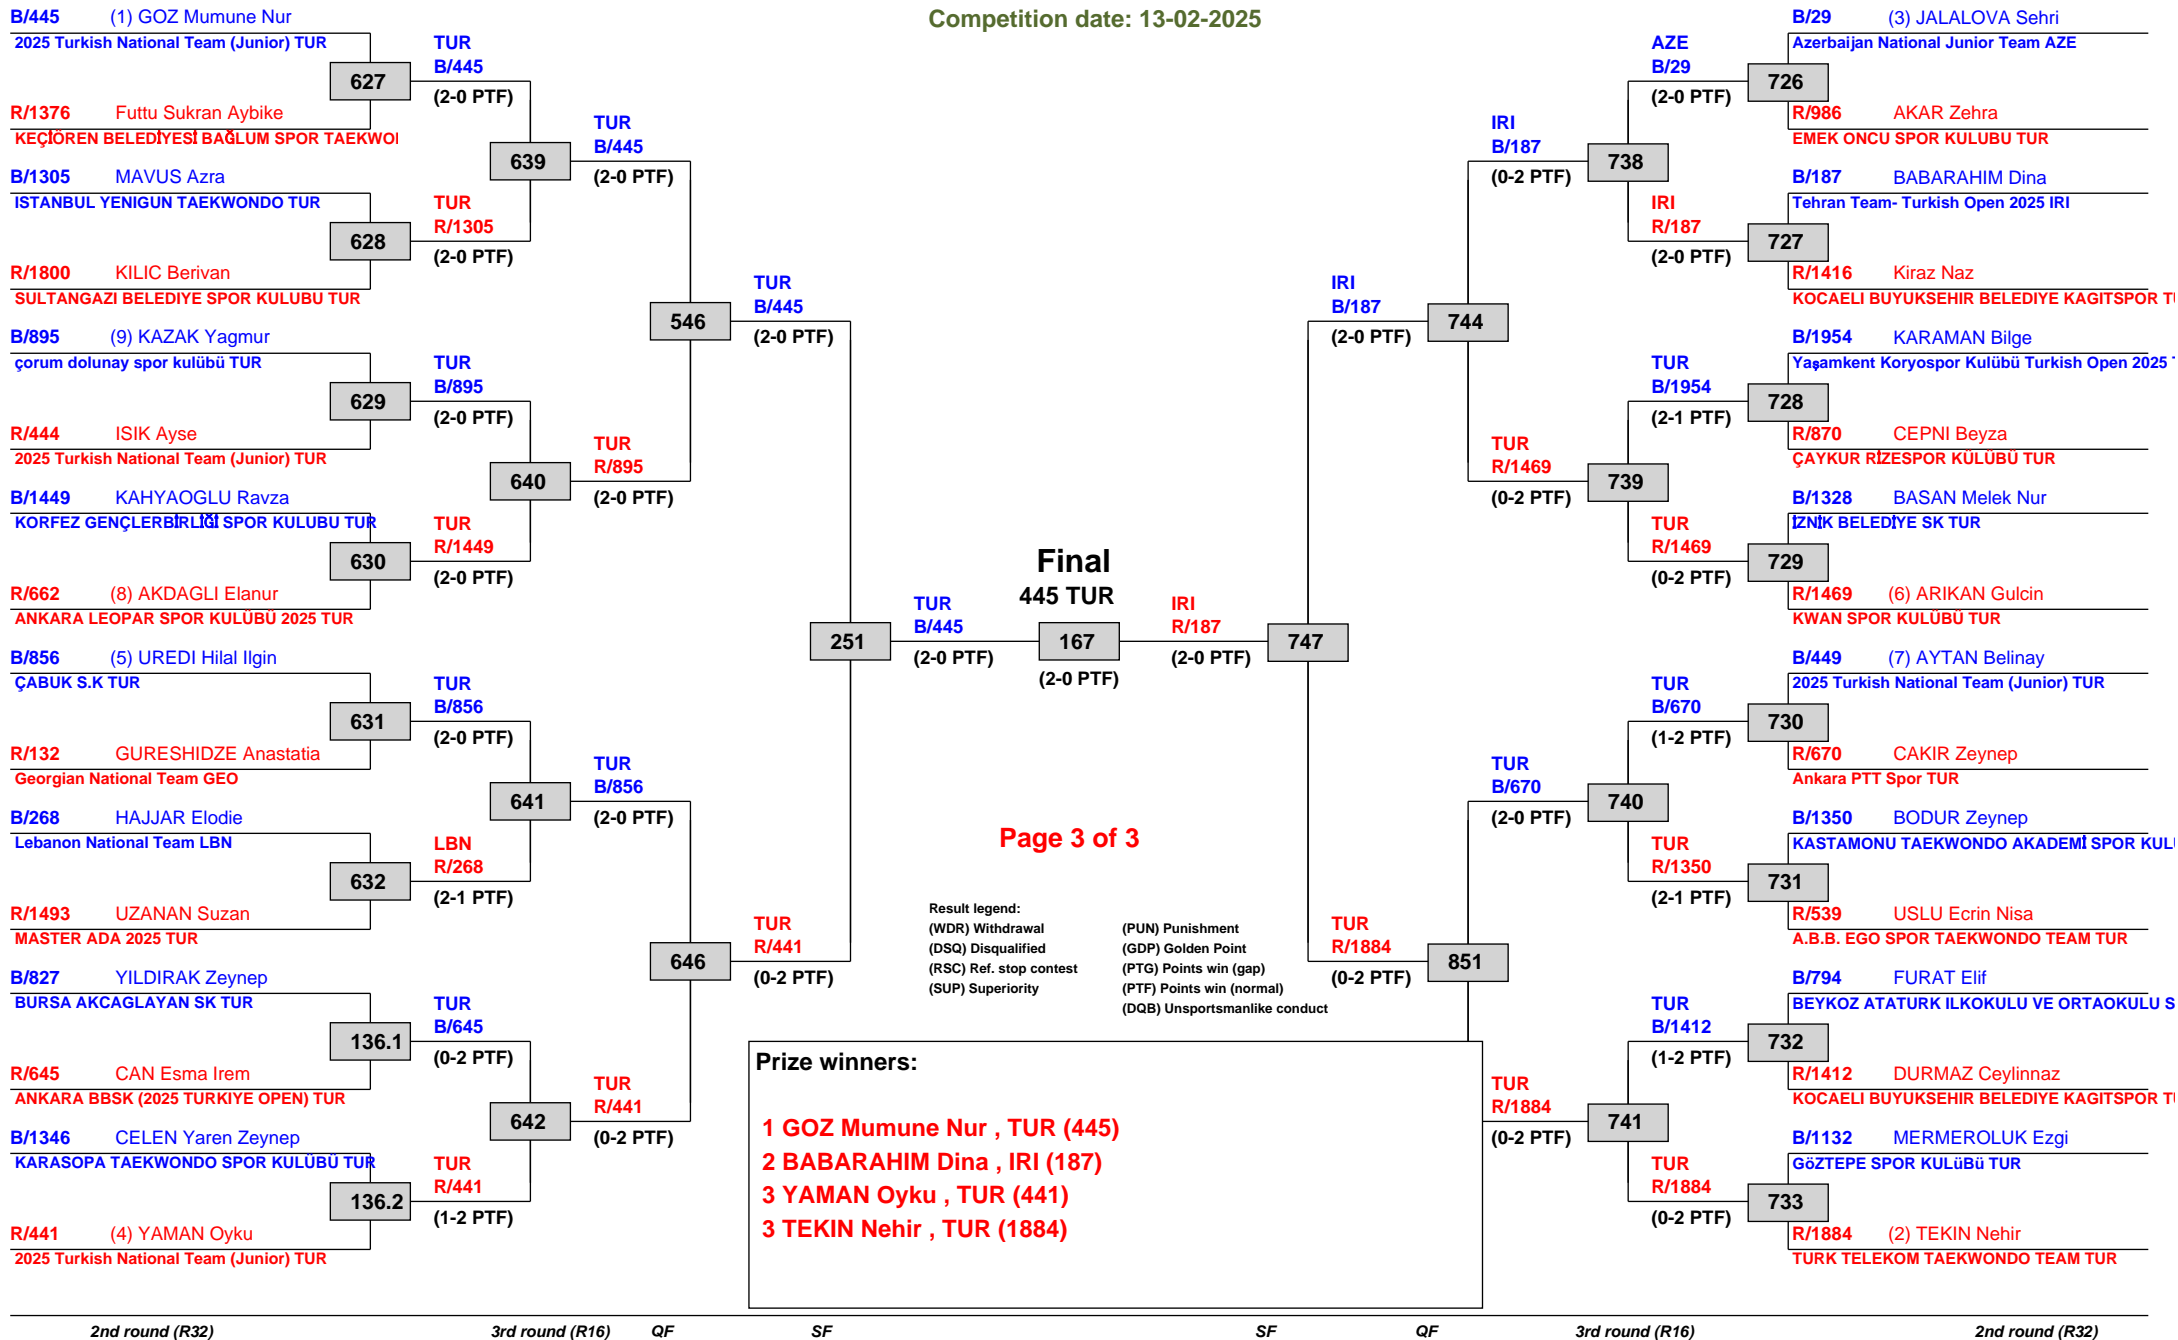 Competition date: 13-02-2025
B/445 (1) GOZ Mumune Nur
2025 Turkish National Team (Junior) TUR
627
R/1376 Futtu Sukran Aybike
KEÇİÖREN BELEDİYESİ BAĞLUM SPOR TAEKWO
B/1305 MAVUS Azra
ISTANBUL YENIGUN TAEKWONDO TUR
628
R/1800 KILIC Berivan
SULTANGAZI BELEDIYE SPOR KULUBU TUR
B/895 (9) KAZAK Yagmur
çorum dolunay spor kulübü TUR
629
R/444 ISIK Ayse
2025 Turkish National Team (Junior) TUR
B/1449 KAHYAOGLU Ravza
KORFEZ GENÇLERBİRLİĞİ SPOR KULUBU TUR
630
R/662 (8) AKDAGLI Elanur
ANKARA LEOPAR SPOR KULÜBÜ 2025 TUR
B/856 (5) UREDI Hilal Ilgin
ÇABUK S.K TUR
631
R/132 GURESHIDZE Anastatia
Georgian National Team GEO
B/268 HAJJAR Elodie
Lebanon National Team LBN
632
R/1493 UZANAN Suzan
MASTER ADA 2025 TUR
B/827 YILDIRAK Zeynep
BURSA AKCAGLAYAN SK TUR
136.1
R/645 CAN Esma Irem
ANKARA BBSK (2025 TURKIYE OPEN) TUR
B/1346 CELEN Yaren Zeynep
KARASOPA TAEKWONDO SPOR KULÜBÜ TUR
136.2
R/441 (4) YAMAN Oyku
2025 Turkish National Team (Junior) TUR
TUR
B/445
(2-0 PTF)
639
TUR
R/1305
(2-0 PTF)
TUR
B/895
(2-0 PTF)
640
TUR
R/1449
(2-0 PTF)
TUR
B/856
(2-0 PTF)
641
LBN
R/268
(2-1 PTF)
TUR
B/645
(0-2 PTF)
642
TUR
R/441
(1-2 PTF)
TUR
B/445
(2-0 PTF)
546
TUR
R/895
(2-0 PTF)
TUR
B/856
(2-0 PTF)
646
TUR
R/441
(0-2 PTF)
TUR
B/445
(2-0 PTF)
251
TUR
R/441
(0-2 PTF)
TUR
B/445
(2-0 PTF)
Final
445 TUR
167
(2-0 PTF)
IRI
R/187
(2-0 PTF)
747
IRI
B/187
(2-0 PTF)
744
TUR
R/1884
(0-2 PTF)
851
IRI
B/187
(0-2 PTF)
738
TUR
R/1469
(0-2 PTF)
739
TUR
B/670
(2-0 PTF)
740
TUR
R/1884
(0-2 PTF)
741
AZE
B/29
(2-0 PTF)
IRI
R/187
(2-0 PTF)
TUR
B/1954
(2-1 PTF)
TUR
R/1469
(0-2 PTF)
TUR
B/670
(1-2 PTF)
TUR
R/1350
(2-1 PTF)
TUR
B/1412
(1-2 PTF)
TUR
R/1884
(0-2 PTF)
B/29 (3) JALALOVA Sehri
Azerbaijan National Junior Team AZE
726
R/986 AKAR Zehra
EMEK ONCU SPOR KULUBU TUR
B/187 BABARAHIM Dina
Tehran Team- Turkish Open 2025 IRI
727
R/1416 Kiraz Naz
KOCAELI BUYUKSEHIR BELEDIYE KAGITSPOR T
B/1954 KARAMAN Bilge
Yaşamkent Koryospor Kulübü Turkish Open 2025
728
R/870 CEPNI Beyza
ÇAYKUR RİZESPOR KÜLÜBÜ TUR
B/1328 BASAN Melek Nur
İZNİK BELEDİYE SK TUR
729
R/1469 (6) ARIKAN Gulcin
KWAN SPOR KULÜBÜ TUR
B/449 (7) AYTAN Belinay
2025 Turkish National Team (Junior) TUR
730
R/670 CAKIR Zeynep
Ankara PTT Spor TUR
B/1350 BODUR Zeynep
KASTAMONU TAEKWONDO AKADEMİ SPOR KUL
731
R/539 USLU Ecrin Nisa
A.B.B. EGO SPOR TAEKWONDO TEAM TUR
B/794 FURAT Elif
BEYKOZ ATATURK ILKOKULU VE ORTAOKULU S
732
R/1412 DURMAZ Ceylinnaz
KOCAELI BUYUKSEHIR BELEDIYE KAGITSPOR T
B/1132 MERMEROLUK Ezgi
GöZTEPE SPOR KULüBü TUR
733
R/1884 (2) TEKIN Nehir
TURK TELEKOM TAEKWONDO TEAM TUR
Page 3 of 3
Result legend:
(WDR) Withdrawal
(DSQ) Disqualified
(RSC) Ref. stop contest
(SUP) Superiority
(PUN) Punishment
(GDP) Golden Point
(PTG) Points win (gap)
(PTF) Points win (normal)
(DQB) Unsportsmanlike conduct
Prize winners:
1 GOZ Mumune Nur , TUR (445)
2 BABARAHIM Dina , IRI (187)
3 YAMAN Oyku , TUR (441)
3 TEKIN Nehir , TUR (1884)
2nd round (R32) 3rd round (R16) QF SF SF QF 3rd round (R16) 2nd round (R32)